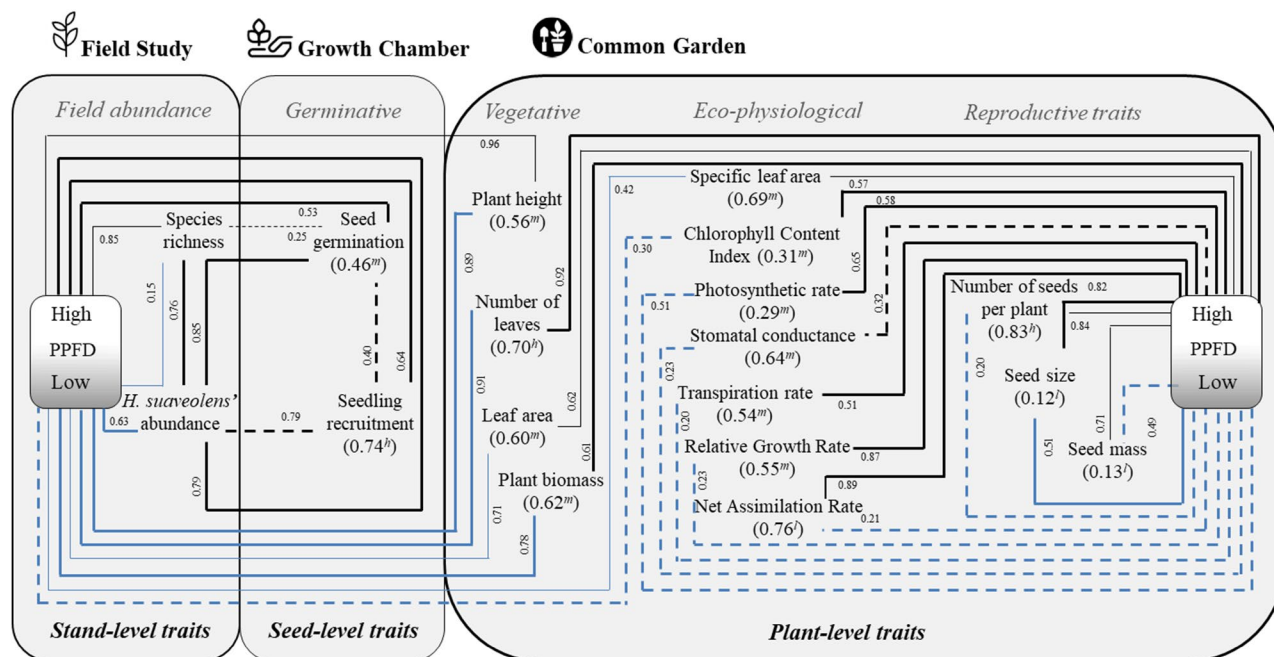 Field Study
Growth Chamber
Common Garden
Field abundance
Germinative
Vegetative
Eco-physiological
Reproductive traits
0.96
0.42
0.57
0.58
0.53
0.25
0.85
0.15
0.76
0.85
0.40
0.64
0.79
0.63
0.79
Species
richness
Seed
germination
(0.46m)
High
PPFD
Low
H. suaveolens’
abundance
Seedling
recruitment
(0.74h)
Plant height
(0.56m)
0.89
0.92
Number of
leaves
(0.70h)
0.91
0.62
Leaf area
(0.60m)
0.61
Plant biomass
(0.62m)
0.71
0.78
Specific leaf area
(0.69m)
0.30
Chlorophyll Content
Index (0.31m)
0.65
0.51
Photosynthetic rate
(0.29m)
0.32
Stomatal conductance
(0.64m)
0.23
Transpiration rate
(0.54m)
0.51
0.20
Relative Growth Rate
(0.55m)
0.87
0.23
0.89
Net Assimilation Rate
(0.76l)
0.21
Number of seeds
per plant
(0.83h)
0.82
0.84
0.20
Seed size
(0.12l)
0.51
0.71
0.49
Seed mass
(0.13l)
High
PPFD
Low
Stand-level traits
Seed-level traits
Plant-level traits